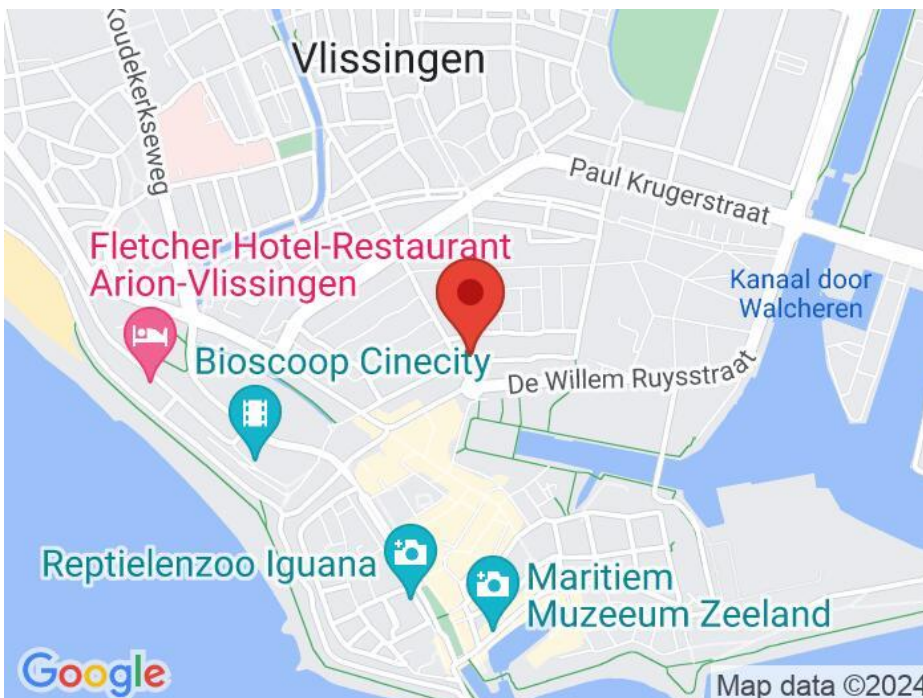 Koudekerkseweg
Vlissingen
Paul Krugerstraat
Fletcher Hotel-Restaurant
Arion-Vlissingen
Kanaal door
Walcheren
Bioscoop Cinecity
De Willem Ruysstraat
Reptielenzoo Iguana
Maritiem
Muzeeum Zeeland
Google
Map data ©2024